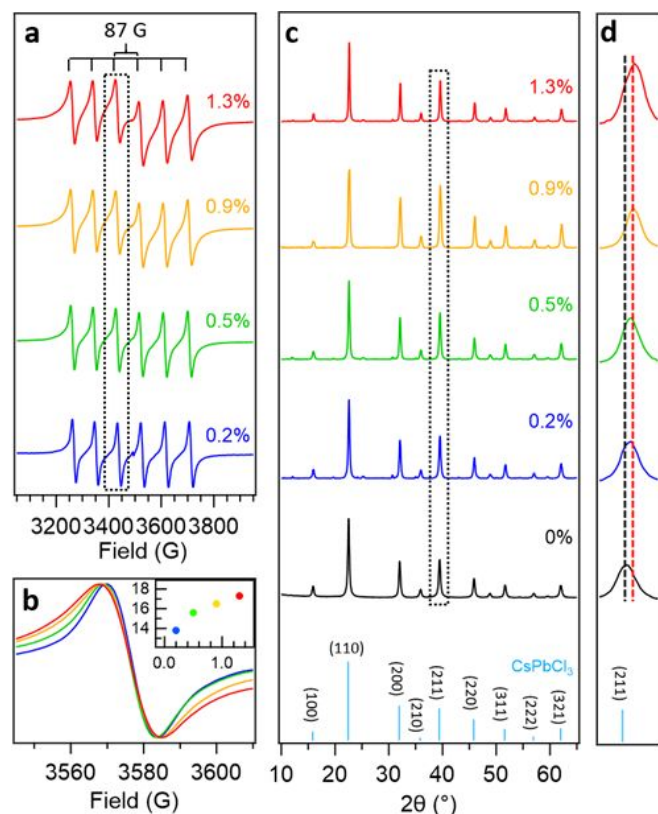 a
87 G
1.3%
0.9%
0.5%
0.2%
3200 3400 3600 3800
Field (G)
b
18
16
14
0.0 1.0
3560 3580 3600
Field (G)
c
1.3%
0.9%
0.5%
0.2%
0%
CsPbCl₃
(100)
(110)
(200)
(210)
(211)
(220)
(311)
(222)
(321)
10 20 30 40 50 60
2θ (°)
d
(211)